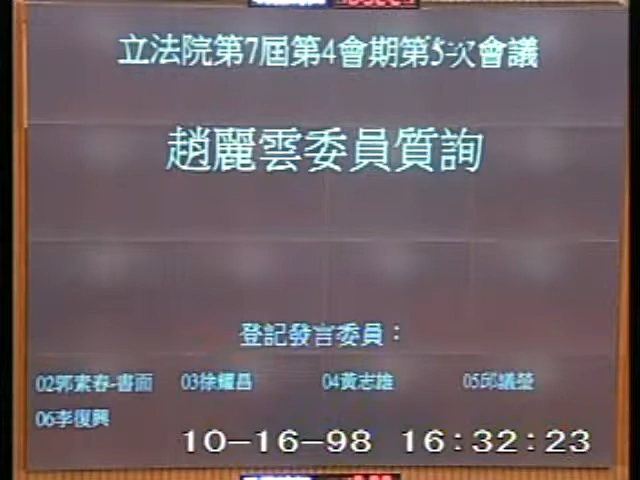 立法院第7屆第4會期第5次會議
趙麗雲委員質詢
登記發言委員：
02郭素春-書面 03徐耀昌 04黃志雄 05邱議瑩
06李復興
10-16-98 16:32:23